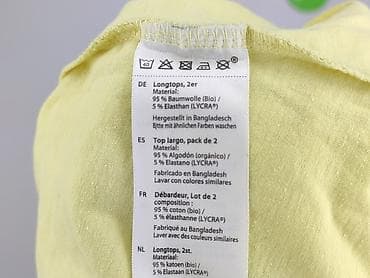 40
®
DE Longtops, 2er
Material:
95 % Baumwolle (Bio) /
5 % Elasthan (LYCRA®)
Hergestellt in Bangladesch
Bitte mit ähnlichen Farben waschen
ES Top largo, pack de 2
Material:
95 % Algodón (orgánico) /
5 % Elastano (LYCRA®)
Fabricado en Bangladesh
Lavar con colores similares
FR Débardeur, Lot de 2
composition :
95 % coton (bio) /
5 % élasthanne (LYCRA®)
Fabriqué au Bangladesh
Laver avec des couleurs similaires
NL Longtops, 2st.
Material:
95 % katoen (bio) /
5 % Elastaan (LYCRA®)